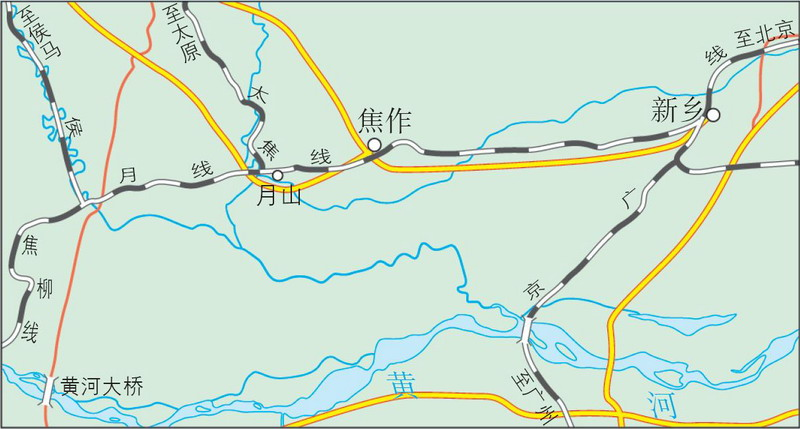 至侯马
至太原
线
至北京
新乡
焦作
太
焦
线
侯
月
线
月山
广
京
焦
柳
线
黄河大桥
黄
河
至广州